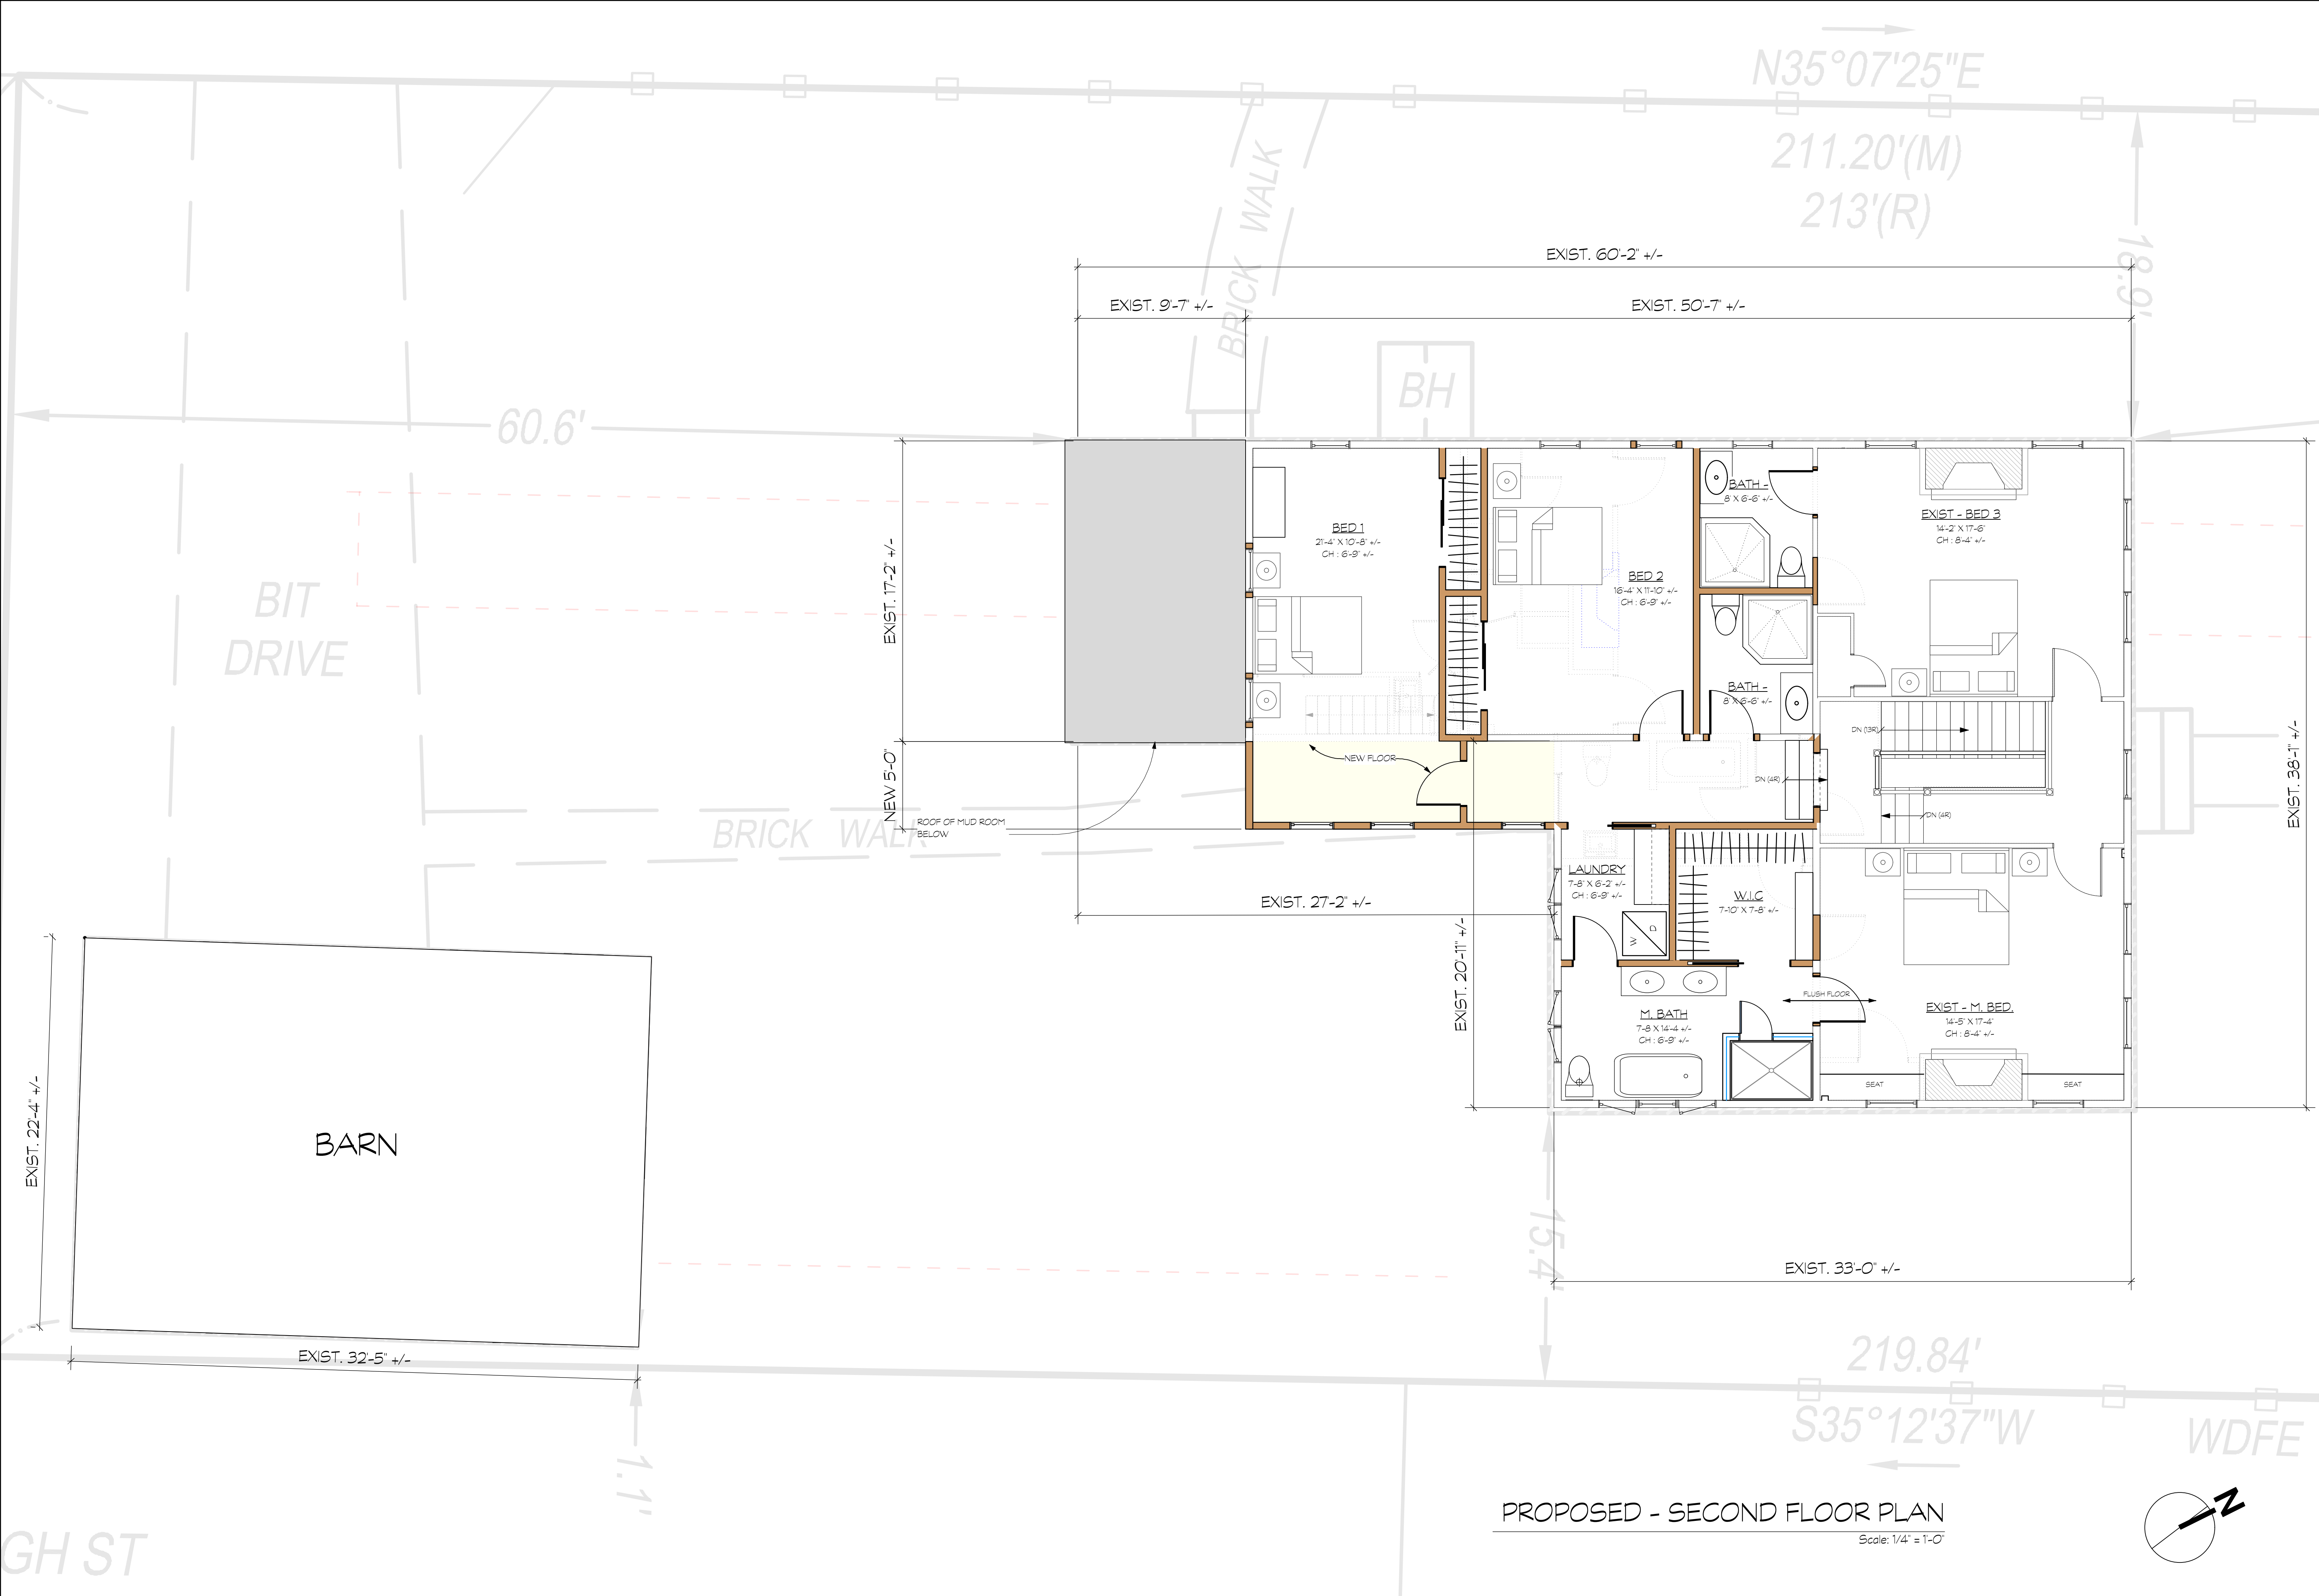 N35°07'25"E
211.20'(M)
213'(R)
BRICK WALK
18.9'
EXIST. 60'-2" +/-
EXIST. 9'-7" +/-
EXIST. 50'-7" +/-
BH
60.6'
EXIST. 17'-2" +/-
NEW 5'-0"
BIT
DRIVE
BED 1
21'-4" X 10'-8" +/-
CH : 6'-9" +/-
BED 2
16'-4" X 11'-10" +/-
CH : 6'-9" +/-
BATH -
8' X 6'-6" +/-
BATH -
8' X 6'-6" +/-
EXIST - BED 3
14'-2" X 17'-6"
CH : 8'-4" +/-
DN (13R)
DN (4R)
DN (4R)
NEW FLOOR
EXIST. 38'-1" +/-
BRICK WALK
ROOF OF MUD ROOM
BELOW
LAUNDRY
7'-8" X 6'-2" +/-
CH : 6'-9" +/-
W
D
W.I.C
7'-10" X 7'-8" +/-
EXIST. 27'-2" +/-
EXIST. 20'-11" +/-
FLUSH FLOOR
M. BATH
7'-8 X 14'-4 +/-
CH : 6'-9" +/-
EXIST - M. BED.
14'-5" X 17'-4"
CH : 8'-4" +/-
SEAT
SEAT
EXIST. 22'-4" +/-
BARN
EXIST. 32'-5" +/-
15.4'
EXIST. 33'-0" +/-
219.84'
S35°12'37"W
WDFE
1.1'
GH ST
PROPOSED - SECOND FLOOR PLAN
Scale: 1/4" = 1'-0"
N